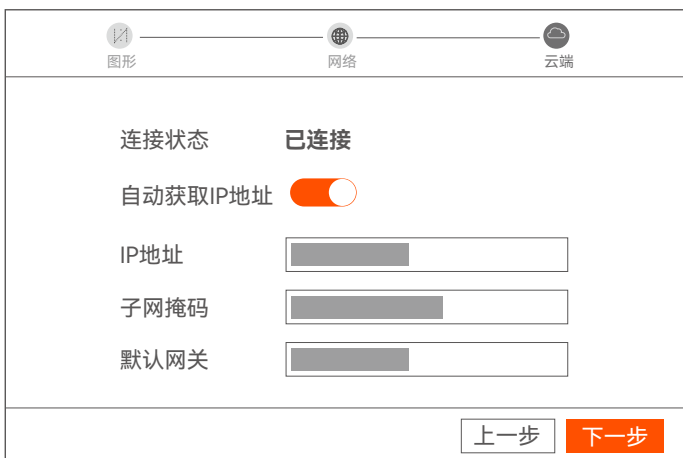 图形 网络 云端
连接状态 已连接
自动获取IP地址
IP地址
子网掩码
默认网关
上一步 下一步